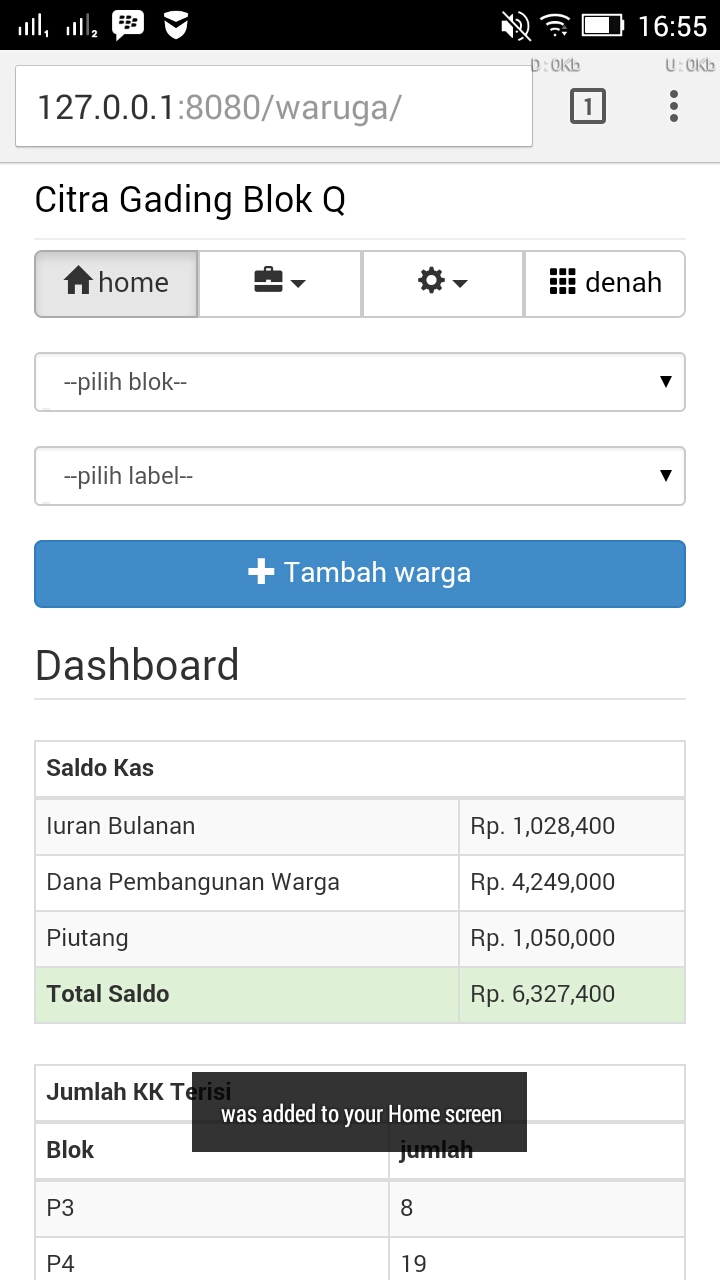 1 2 16:55
D : 0Kb U : 0Kb
127.0.0.1:8080/waruga/ 1
Citra Gading Blok Q
home denah
--pilih blok--
--pilih label--
Tambah warga
Dashboard
Saldo Kas
Iuran Bulanan Rp. 1,028,400
Dana Pembangunan Warga Rp. 4,249,000
Piutang Rp. 1,050,000
Total Saldo Rp. 6,327,400
Jumlah KK Terisi
was added to your Home screen
Blok jumlah
P3 8
P4 19